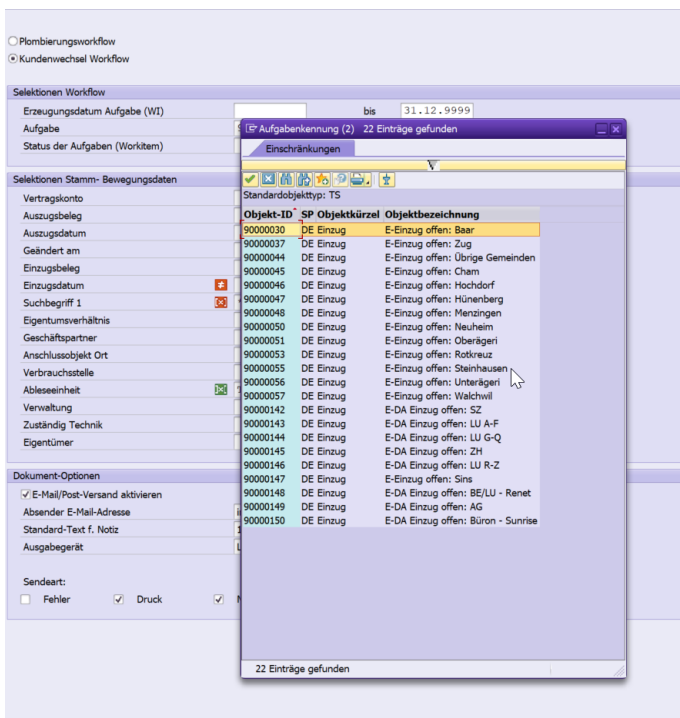 Plombierungsworkflow
Kundenwechsel Workflow
Selektionen Workflow
Erzeugungsdatum Aufgabe (WI) bis 31.12.9999
Aufgabe
Status der Aufgaben (Workitem)
Selektionen Stamm- Bewegungsdaten
Vertragskonto
Auszugsbeleg
Auszugsdatum
Geändert am
Einzugsbeleg
Einzugsdatum
Suchbegriff 1
Eigentumsverhältnis
Geschäftspartner
Anschlussobjekt Ort
Verbrauchsstelle
Ableseeinheit
Verwaltung
Zuständig Technik
Eigentümer
Dokument-Optionen
E-Mail/Post-Versand aktivieren
Absender E-Mail-Adresse
Standard-Text f. Notiz
Ausgabegerät
Sendeart:
Fehler Druck
Aufgabenkennung (2) 22 Einträge gefunden
Einschränkungen
Standardobjekttyp: TS
Objekt-ID SP Objektkürzel Objektbezeichnung
90000030 DE Einzug E-Einzug offen: Baar
90000037 DE Einzug E-Einzug offen: Zug
90000044 DE Einzug E-Einzug offen: Übrige Gemeinden
90000045 DE Einzug E-Einzug offen: Cham
90000046 DE Einzug E-Einzug offen: Hochdorf
90000047 DE Einzug E-Einzug offen: Hünenberg
90000048 DE Einzug E-Einzug offen: Menzingen
90000050 DE Einzug E-Einzug offen: Neuheim
90000051 DE Einzug E-Einzug offen: Oberägeri
90000053 DE Einzug E-Einzug offen: Rotkreuz
90000055 DE Einzug E-Einzug offen: Steinhausen
90000056 DE Einzug E-Einzug offen: Unterägeri
90000057 DE Einzug E-Einzug offen: Walchwil
90000142 DE Einzug E-DA Einzug offen: SZ
90000143 DE Einzug E-DA Einzug offen: LU A-F
90000144 DE Einzug E-DA Einzug offen: LU G-Q
90000145 DE Einzug E-DA Einzug offen: ZH
90000146 DE Einzug E-DA Einzug offen: LU R-Z
90000147 DE Einzug E-Einzug offen: Sins
90000148 DE Einzug E-DA Einzug offen: BE/LU - Renet
90000149 DE Einzug E-DA Einzug offen: AG
90000150 DE Einzug E-DA Einzug offen: Büron - Sunrise
22 Einträge gefunden